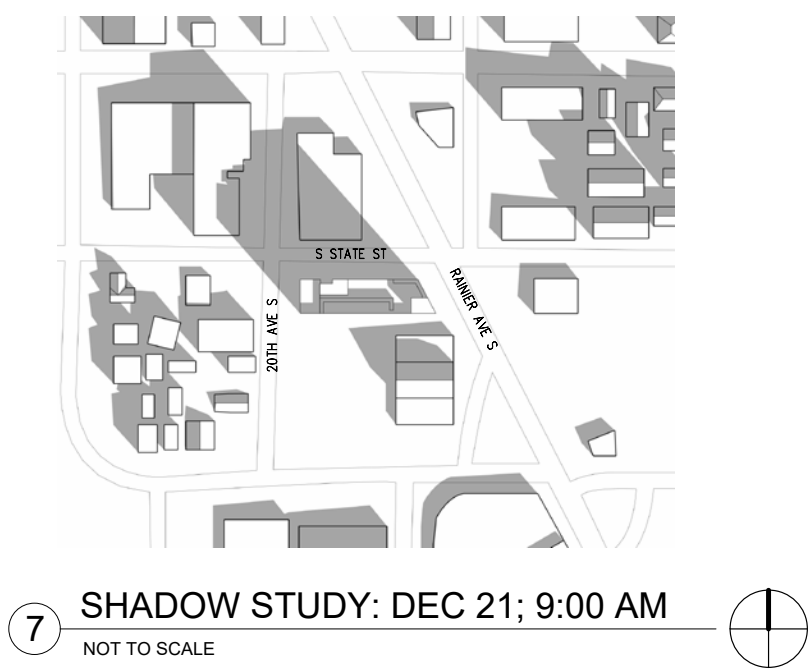 S STATE ST
RAINIER AVE S
20TH AVE S
7
SHADOW STUDY: DEC 21; 9:00 AM
NOT TO SCALE